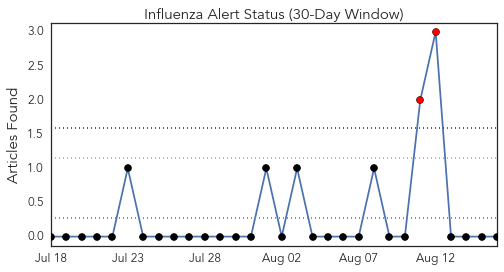 Influenza Alert Status (30-Day Window)
Articles Found
3.0
2.5
2.0
1.5
1.0
0.5
0.0
Jul 18 Jul 23 Jul 28 Aug 02 Aug 07 Aug 12